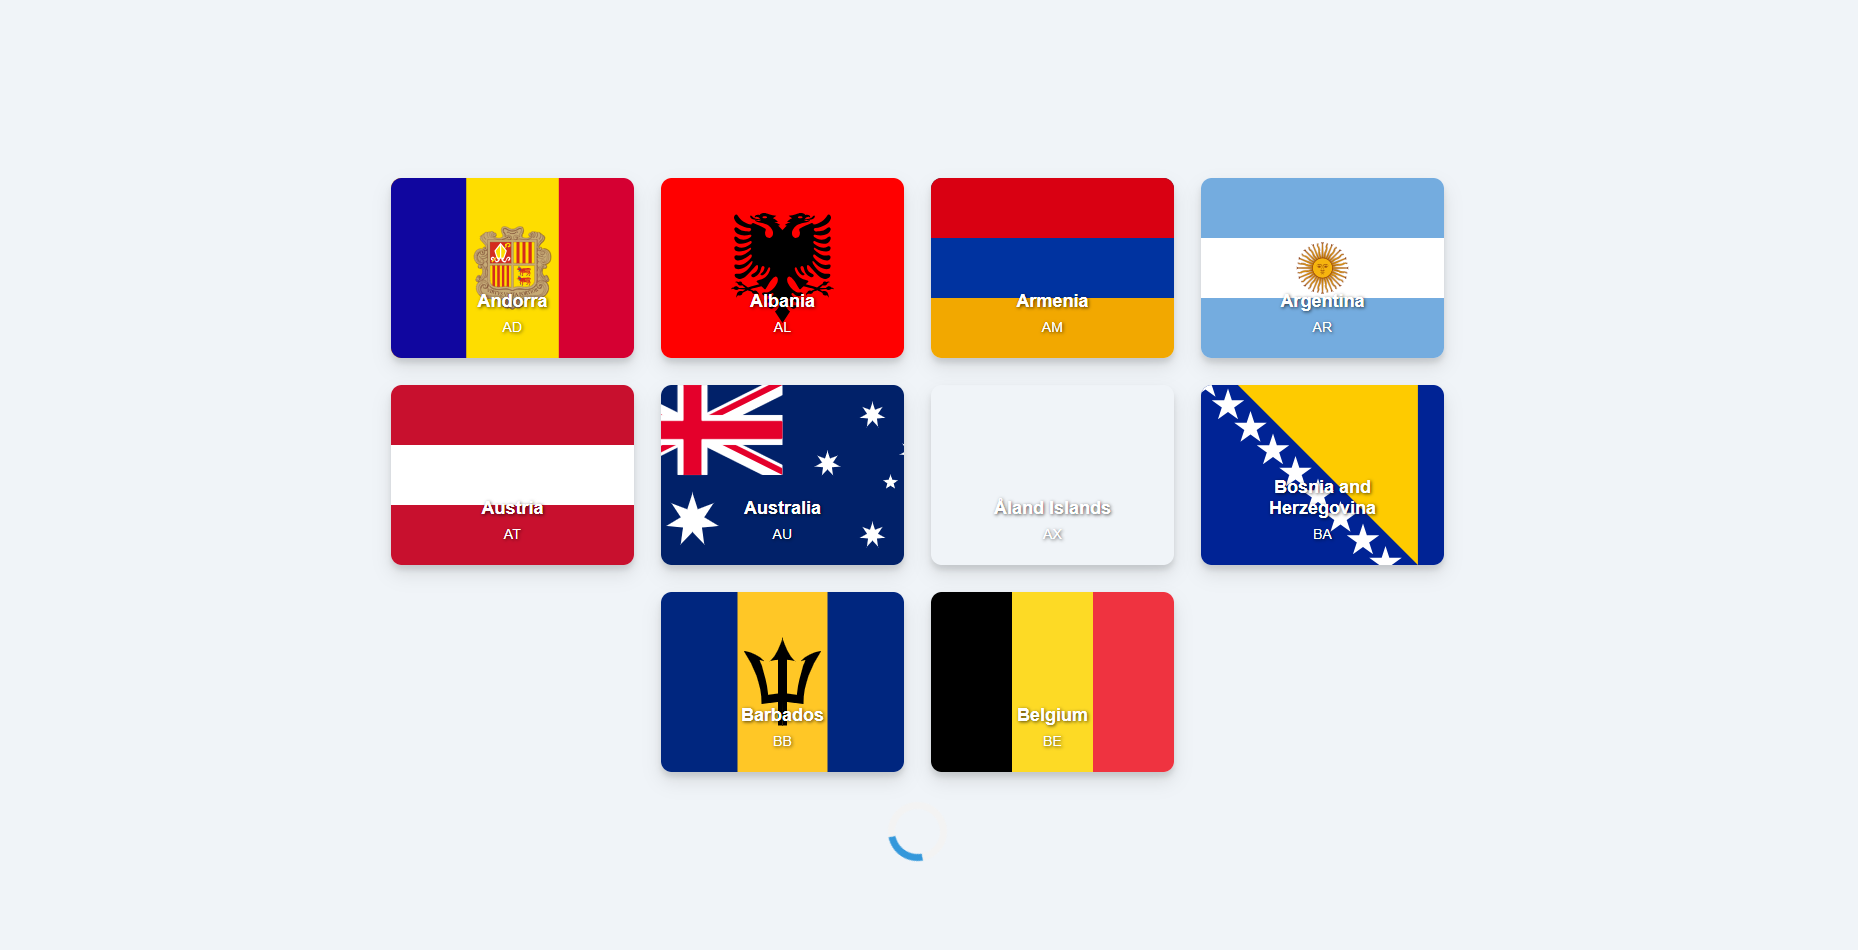 Andorra
AD
Albania
AL
Armenia
AM
Argentina
AR
Austria
AT
Australia
AU
Åland Islands
AX
Bosnia and
Herzegovina
BA
Barbados
BB
Belgium
BE